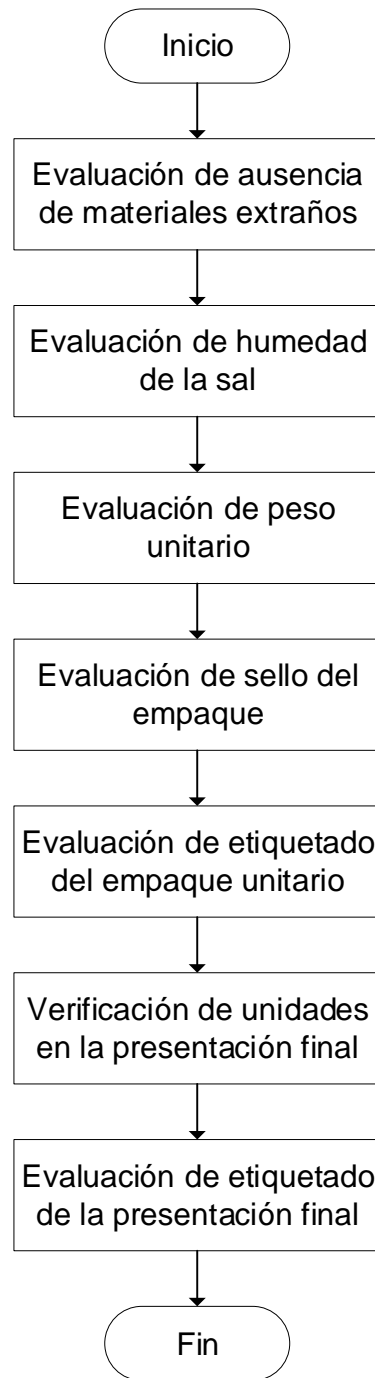 Inicio
Evaluación de ausencia
de materiales extraños
Evaluación de humedad
de la sal
Evaluación de peso
unitario
Evaluación de sello del
empaque
Evaluación de etiquetado
del empaque unitario
Verificación de unidades
en la presentación final
Evaluación de etiquetado
de la presentación final
Fin